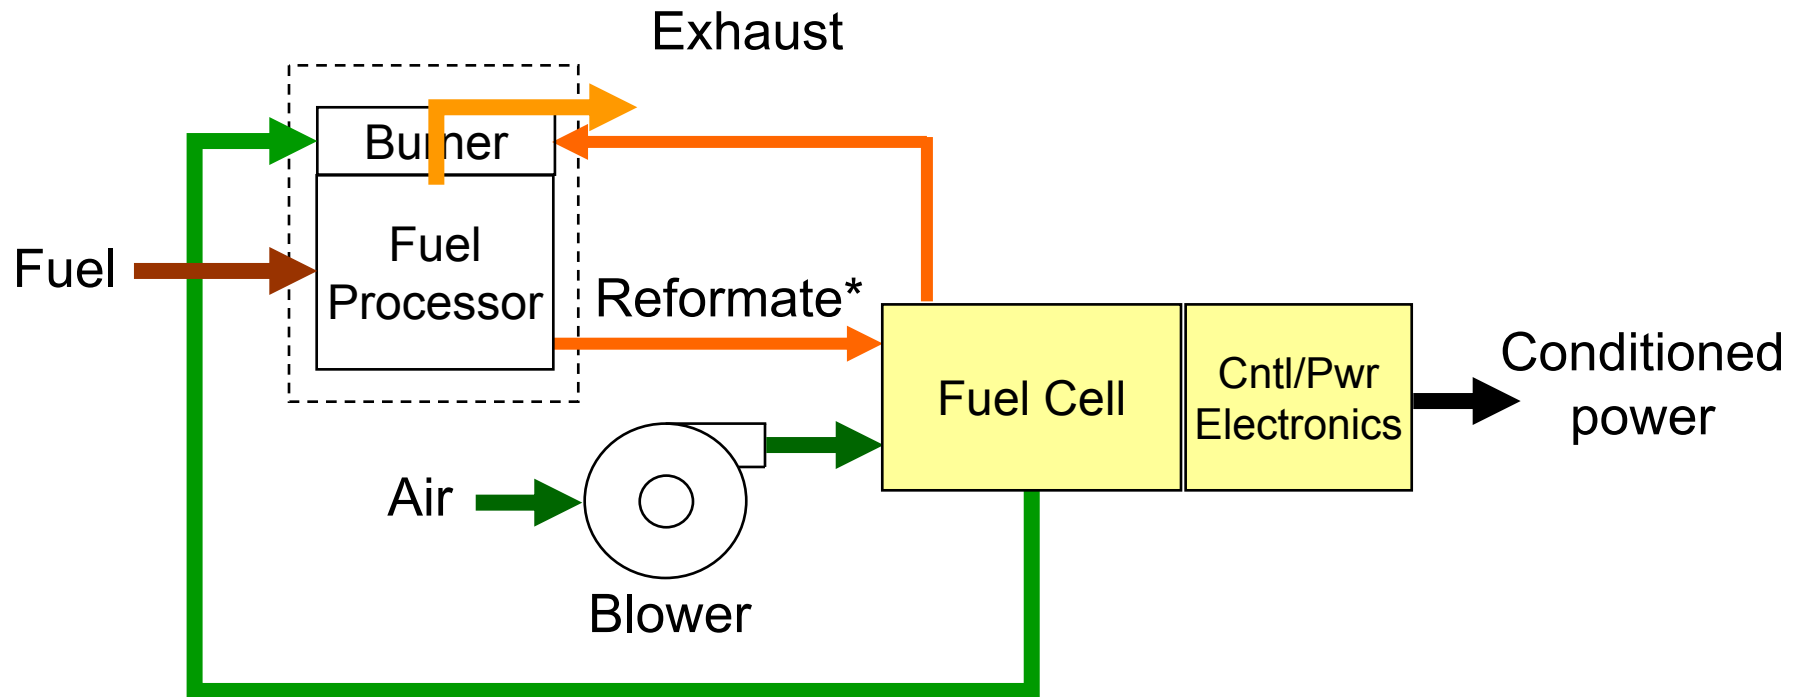 Exhaust
Burner
Fuel
Fuel
Processor
Reformate*
Fuel Cell
Cntl/Pwr
Electronics
Conditioned
power
Air
Blower